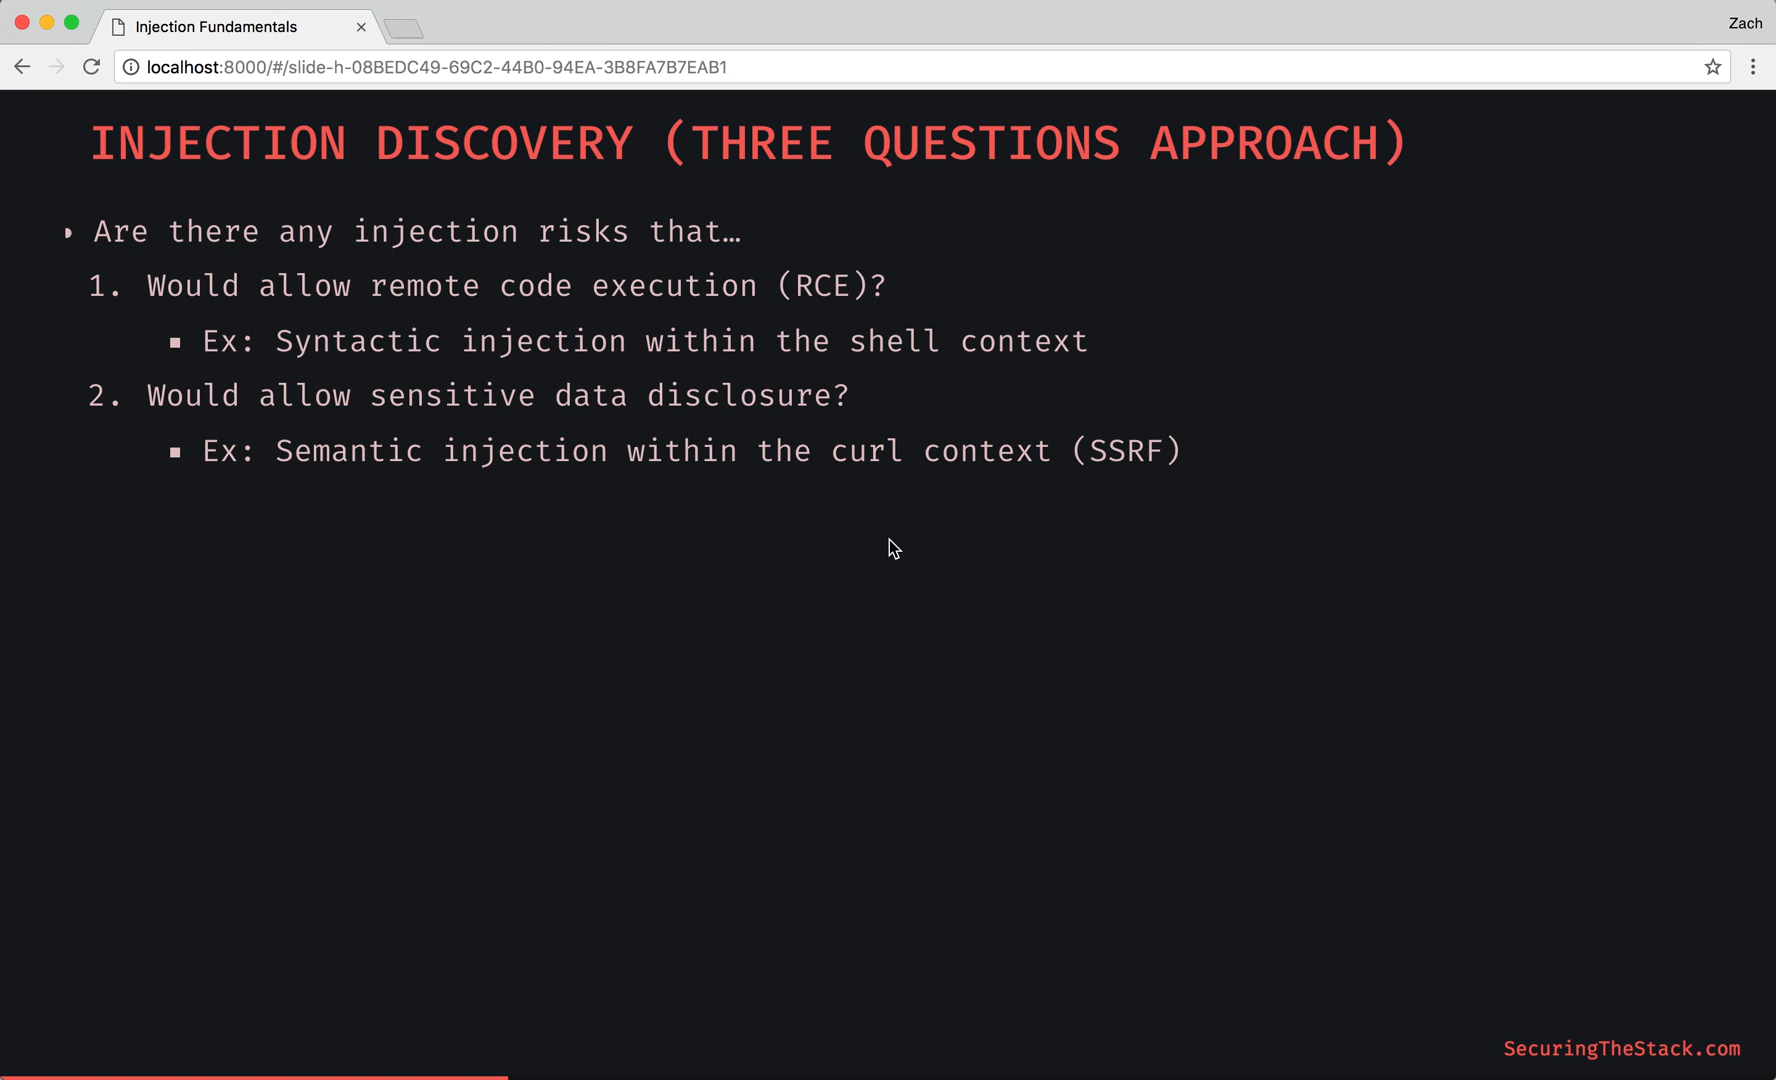 Injection Fundamentals
Zach
localhost:8000/#/slide-h-08BEDC49-69C2-44B0-94EA-3B8FA7B7EAB1
INJECTION DISCOVERY (THREE QUESTIONS APPROACH)
Are there any injection risks that…
1. Would allow remote code execution (RCE)?
Ex: Syntactic injection within the shell context
2. Would allow sensitive data disclosure?
Ex: Semantic injection within the curl context (SSRF)
SecuringTheStack.com